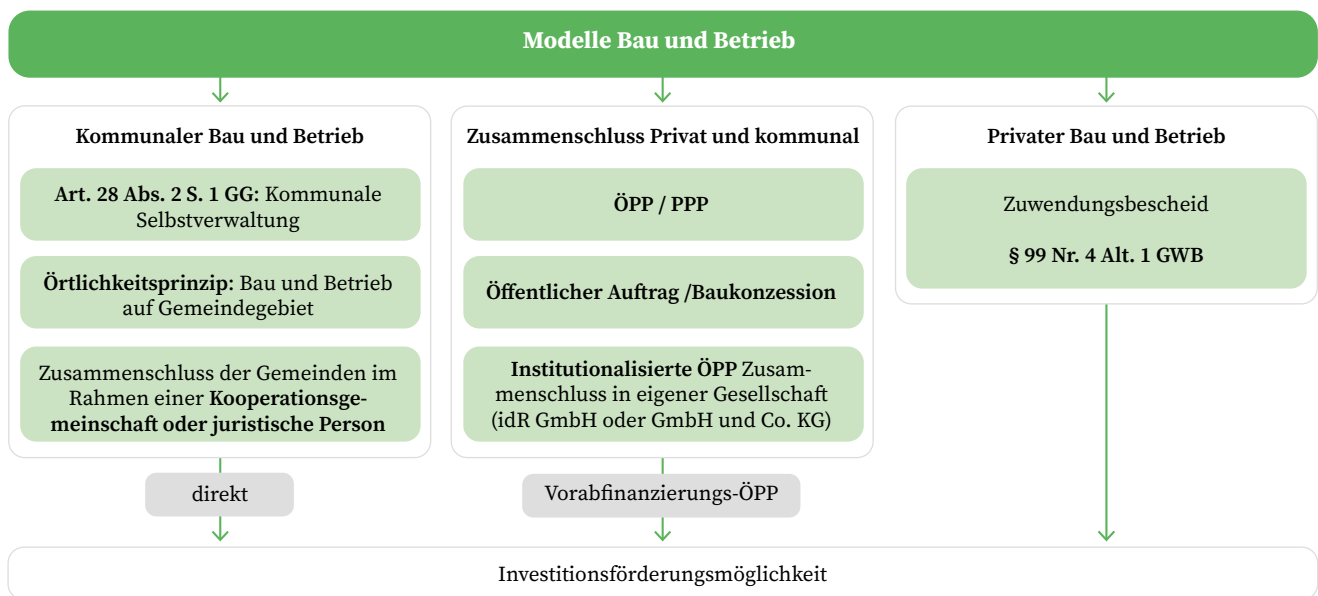 Modelle Bau und Betrieb
Kommunaler Bau und Betrieb
Art. 28 Abs. 2 S. 1 GG: Kommunale
Selbstverwaltung
Örtlichkeitsprinzip: Bau und Betrieb
auf Gemeindegebiet
Zusammenschluss der Gemeinden im
Rahmen einer Kooperationsge-
meinschaft oder juristische Person
direkt
Zusammenschluss Privat und kommunal
ÖPP / PPP
Öffentlicher Auftrag /Baukonzession
Institutionalisierte ÖPP Zusam-
menschluss in eigener Gesellschaft
(idR GmbH oder GmbH und Co. KG)
Vorabfinanzierungs-ÖPP
Privater Bau und Betrieb
Zuwendungsbescheid
§ 99 Nr. 4 Alt. 1 GWB
Investitionsförderungsmöglichkeit